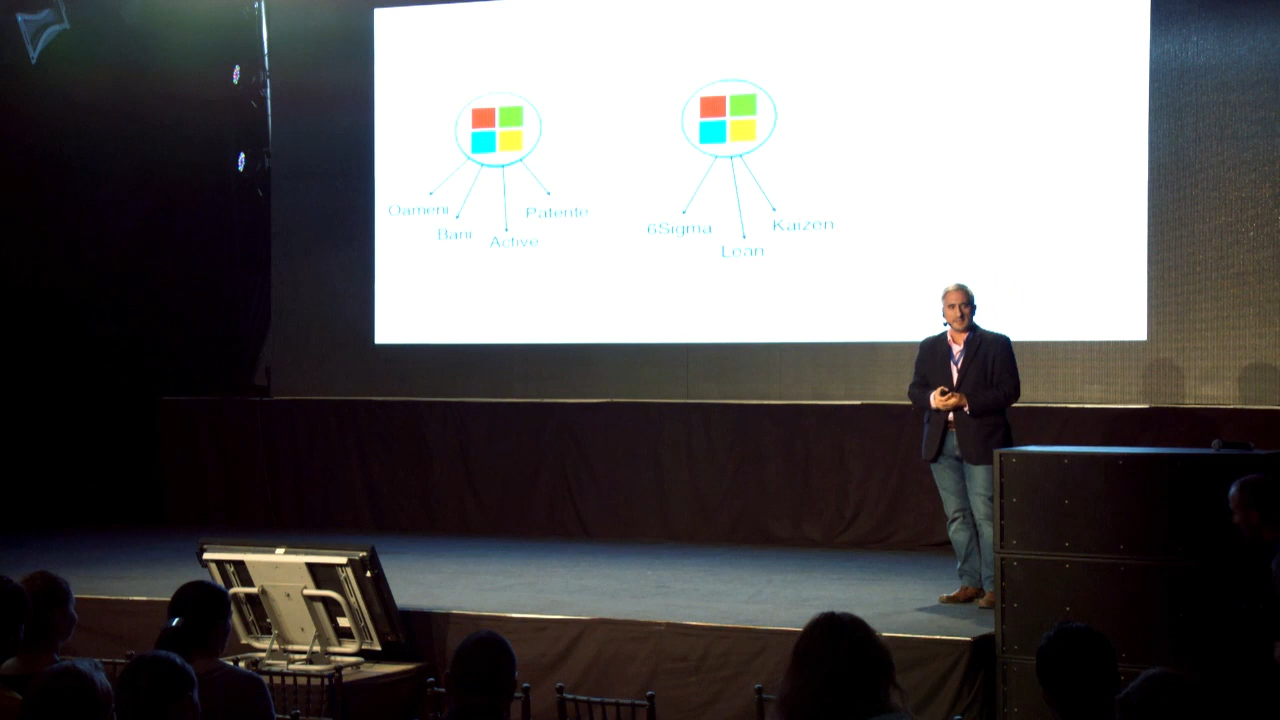 Oameni
Bani
Active
Patente
6Sigma
Lean
Kaizen